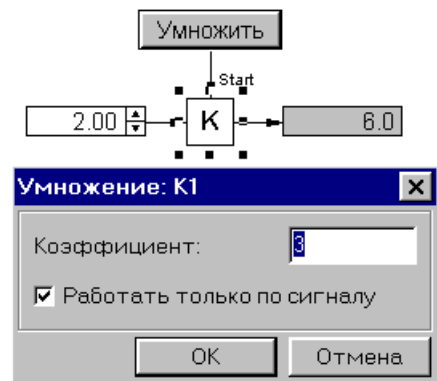 Умножить
Start
2.00 K 6.0
Умножение: K1
Коэффициент: 3
Работать только по сигналу
OK Отмена